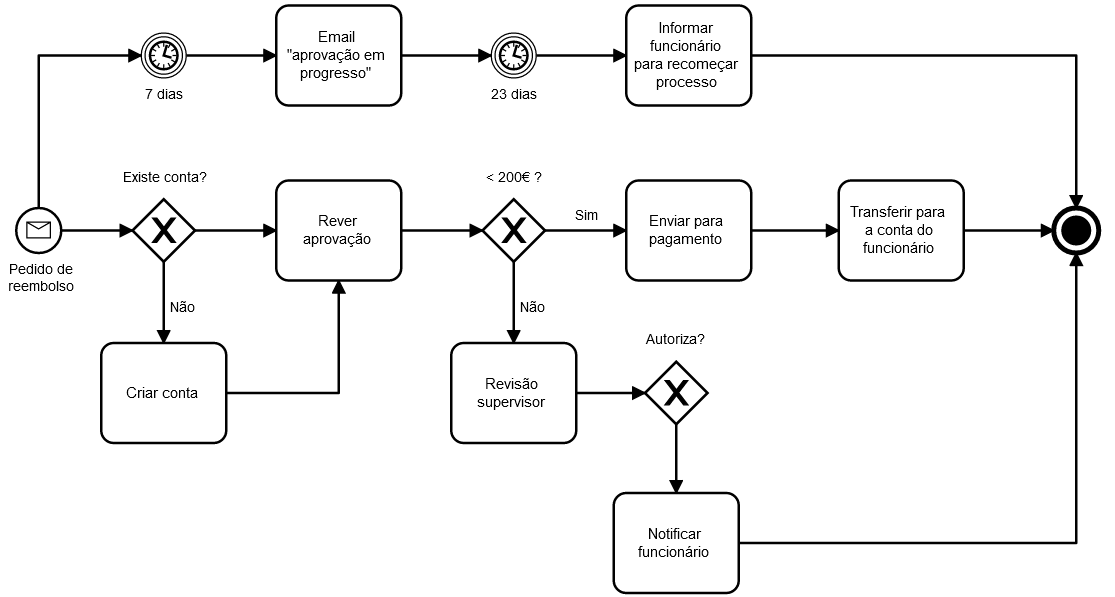 Email
"aprovação em
progresso"
Informar
funcionário
para recomeçar
processo
7 dias
23 dias
Existe conta?
< 200€ ?
Pedido de
reembolso
Rever
aprovação
Sim
Enviar para
pagamento
Transferir para
a conta do
funcionário
Não
Não
Criar conta
Revisão
supervisor
Autoriza?
Notificar
funcionário